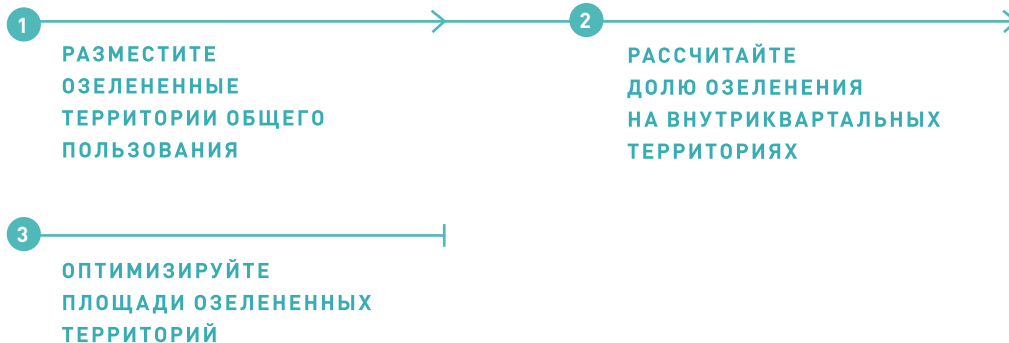 1
РАЗМЕСТИТЕ
ОЗЕЛЕНЕННЫЕ
ТЕРРИТОРИИ ОБЩЕГО
ПОЛЬЗОВАНИЯ
2
РАССЧИТАЙТЕ
ДОЛЮ ОЗЕЛЕНЕНИЯ
НА ВНУТРИКВАРТАЛЬНЫХ
ТЕРРИТОРИЯХ
3
ОПТИМИЗИРУЙТЕ
ПЛОЩАДИ ОЗЕЛЕНЕННЫХ
ТЕРРИТОРИЙ